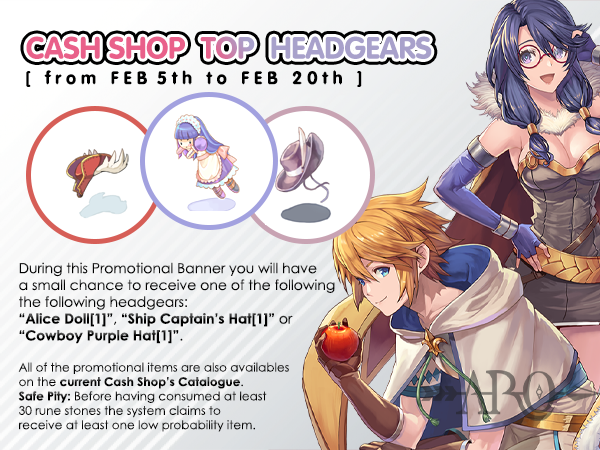 CASH SHOP TOP HEADGEARS
[ from FEB 5th to FEB 20th ]
During this Promotional Banner you will have
a small chance to receive one of the following
the following headgears:
“Alice Doll[1]”, “Ship Captain’s Hat[1]” or
“Cowboy Purple Hat[1]”.
All of the promotional items are also availables
on the current Cash Shop’s Catalogue.
Safe Pity: Before having consumed at least
30 rune stones the system claims to
receive at least one low probability item.
ARO